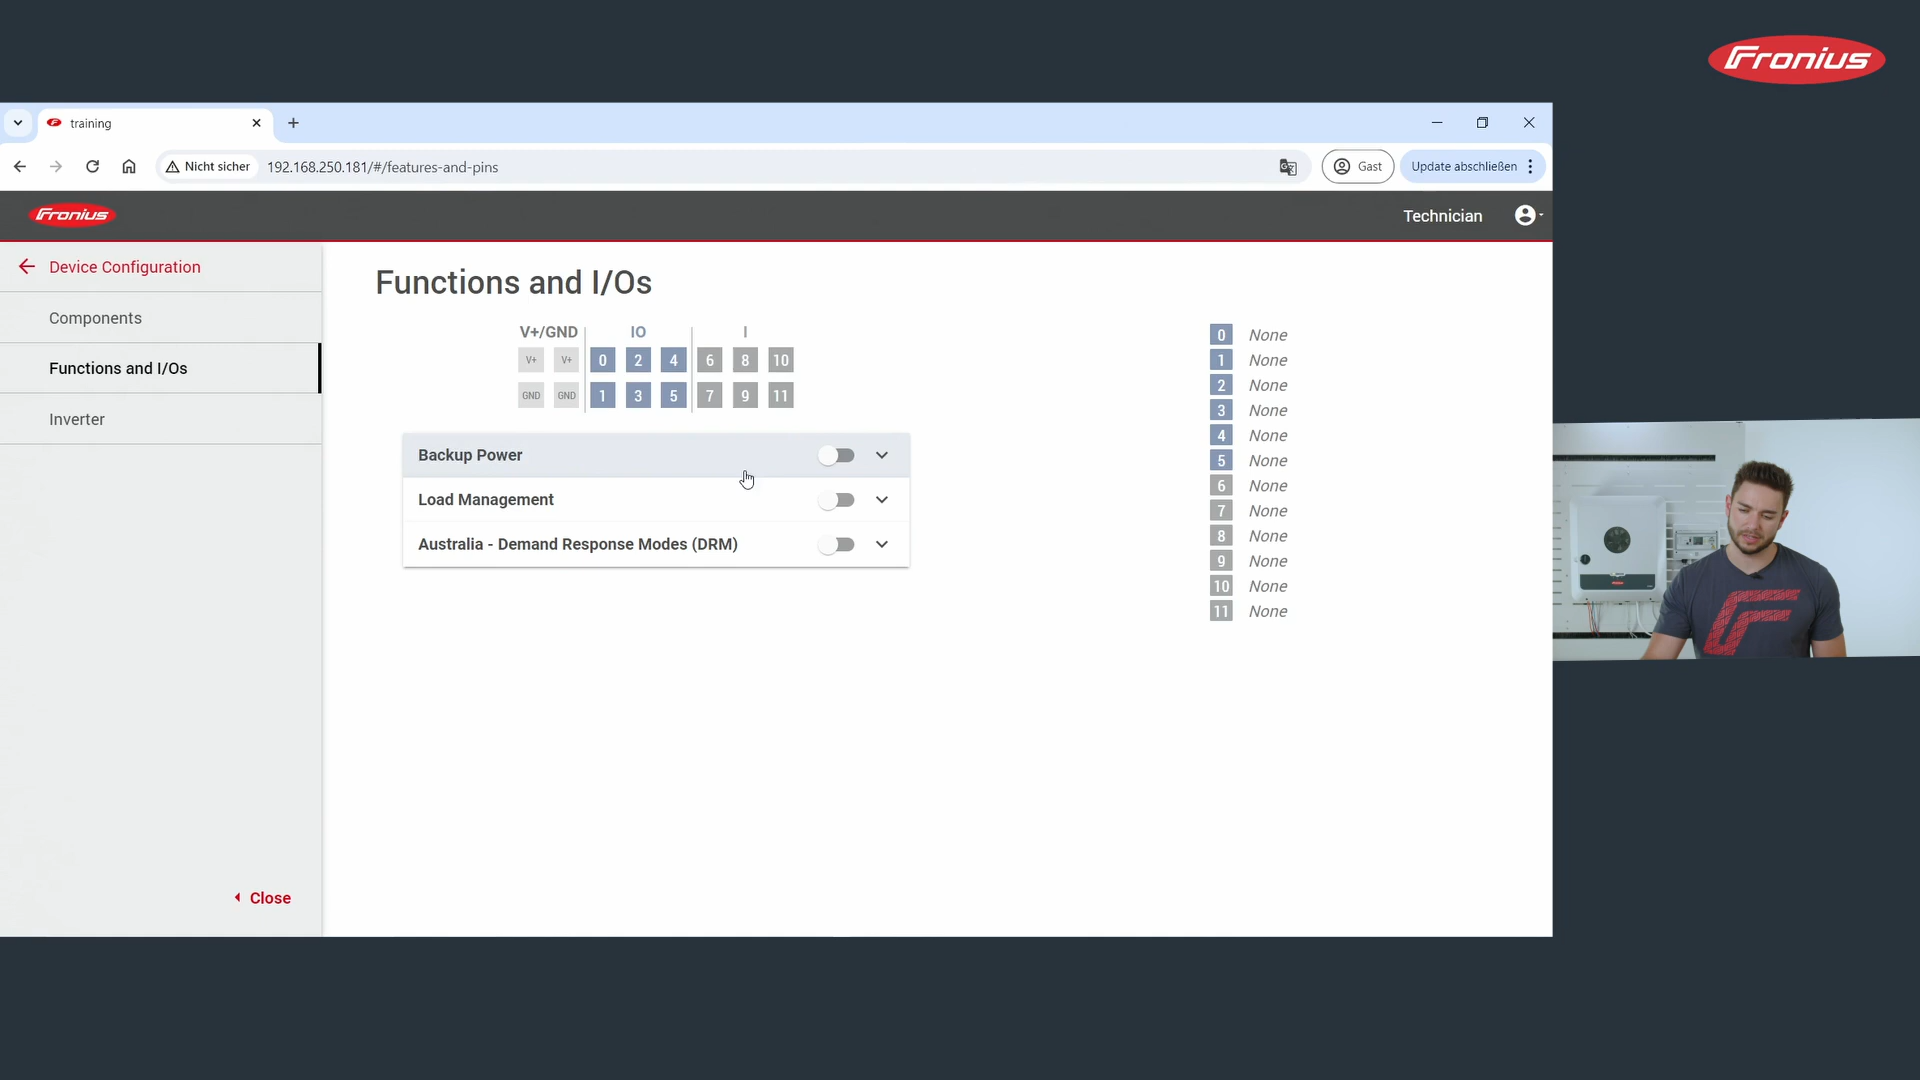 Fronius
training
Nicht sicher
192.168.250.181/#/features-and-pins
Gast
Update abschließen
Fronius
Technician
Device Configuration
Components
Functions and I/Os
Inverter
Close
Functions and I/Os
V+/GND IO I
V+ V+ 0 2 4 6 8 10
GND GND 1 3 5 7 9 11
Backup Power
Load Management
Australia - Demand Response Modes (DRM)
0 None
1 None
2 None
3 None
4 None
5 None
6 None
7 None
8 None
9 None
10 None
11 None